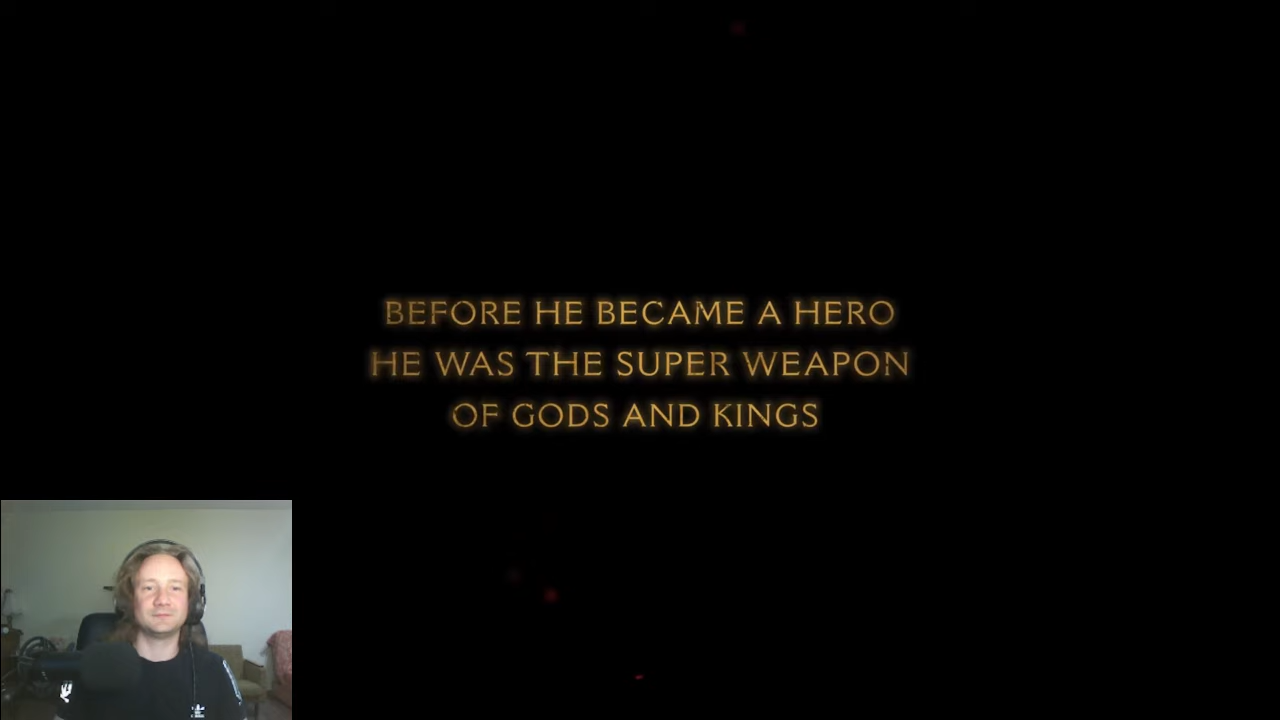 BEFORE HE BECAME A HERO
HE WAS THE SUPER WEAPON
OF GODS AND KINGS